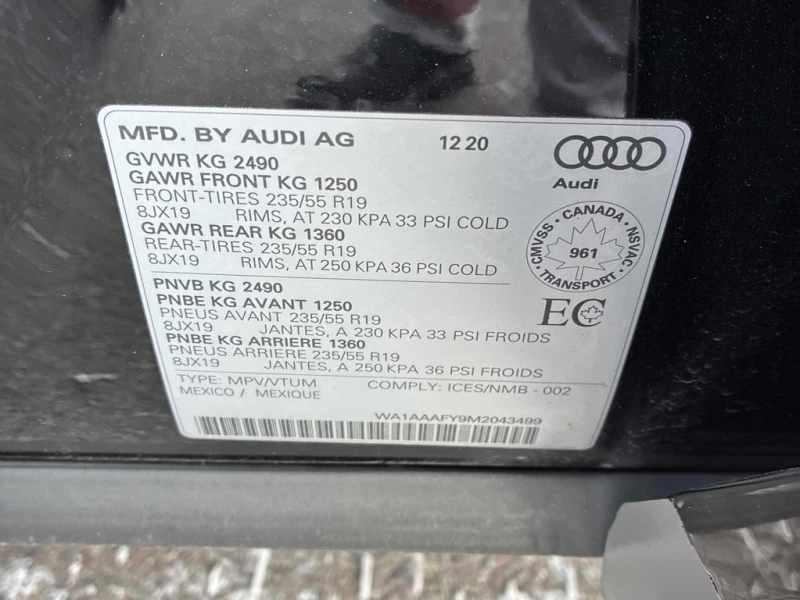 MFD. BY AUDI AG 12 20
GVWR KG 2490
GAWR FRONT KG 1250
FRONT-TIRES 235/55 R19
8JX19 RIMS, AT 230 KPA 33 PSI COLD
GAWR REAR KG 1360
REAR-TIRES 235/55 R19
8JX19 RIMS, AT 250 KPA 36 PSI COLD
Audi
CMVSS · CANADA · NSVAC
961
TRANSPORT
PNVB KG 2490
PNBE KG AVANT 1250
PNEUS AVANT 235/55 R19
8JX19 JANTES, A 230 KPA 33 PSI FROIDS
PNBE KG ARRIERE 1360
PNEUS ARRIERE 235/55 R19
8JX19 JANTES, A 250 KPA 36 PSI FROIDS
EC
TYPE: MPV/VTUM COMPLY: ICES/NMB - 002
MEXICO / MEXIQUE
WA1AAAFY9M2043499